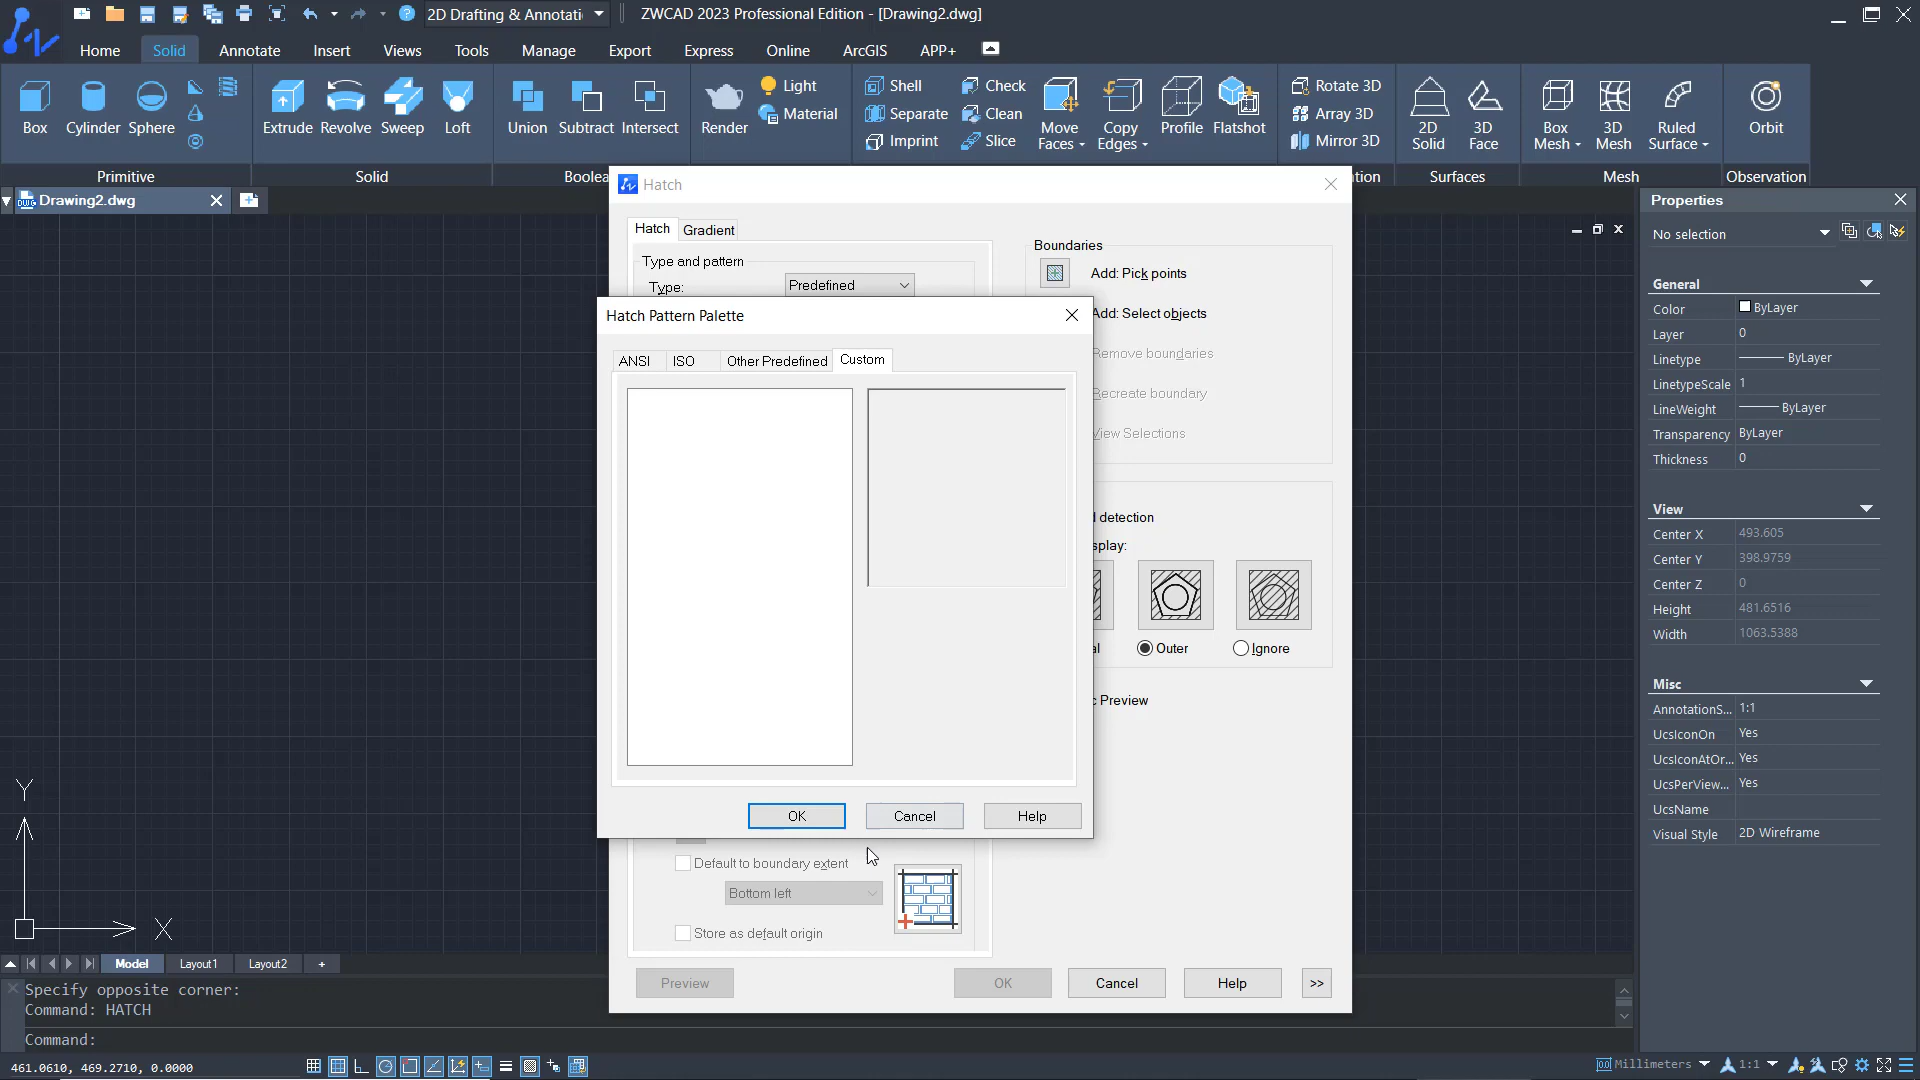 2D Drafting & Annotati
ZWCAD 2023 Professional Edition - [Drawing2.dwg]
Home
Solid
Annotate
Insert
Views
Tools
Manage
Export
Express
Online
ArcGIS
APP+
Box
Cylinder
Sphere
Extrude
Revolve
Sweep
Loft
Union
Subtract
Intersect
Render
Light
Material
Shell
Separate
Imprint
Check
Clean
Slice
Move
Faces
Copy
Edges
Profile
Flatshot
Rotate 3D
Array 3D
Mirror 3D
2D
Solid
3D
Face
Box
Mesh
3D
Mesh
Ruled
Surface
Orbit
Primitive
Solid
Boolea
tion
Surfaces
Mesh
Observation
Drawing2.dwg
Hatch
Hatch
Gradient
Type and pattern
Type:
Predefined
Boundaries
Add: Pick points
Add: Select objects
Remove boundaries
Recreate boundary
View Selections
Hatch Pattern Palette
ANSI
ISO
Other Predefined
Custom
OK
Cancel
Help
d detection
splay:
al
Outer
Ignore
c Preview
Default to boundary extent
Bottom left
Store as default origin
Preview
OK
Cancel
Help
>>
Properties
No selection
General
Color ByLayer
Layer 0
Linetype ByLayer
LinetypeScale 1
LineWeight ByLayer
Transparency ByLayer
Thickness 0
View
Center X 493.605
Center Y 398.9759
Center Z 0
Height 481.6516
Width 1063.5388
Misc
AnnotationS... 1:1
UcsIconOn Yes
UcsIconAtOr... Yes
UcsPerView... Yes
UcsName
Visual Style 2D Wireframe
Y
X
Model
Layout1
Layout2
+
Specify opposite corner:
Command: HATCH
Command:
461.0610, 469.2710, 0.0000
Millimeters
1:1